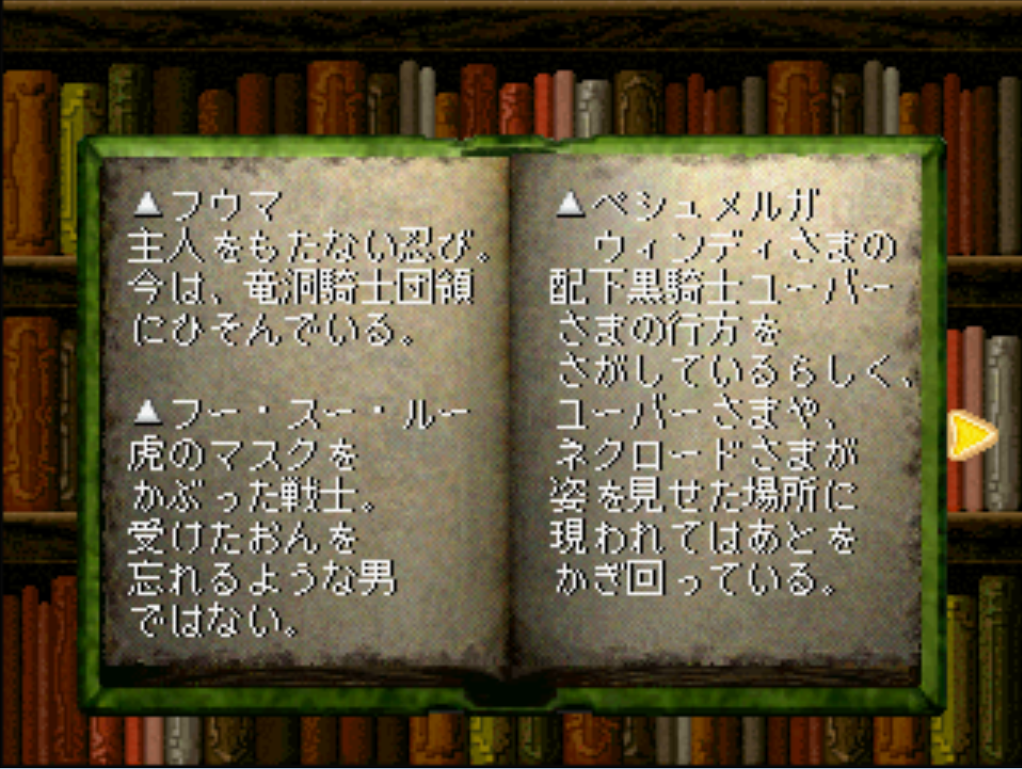 ▲フウマ
主人をもたない忍び。
今は、竜洞騎士団領
にひそんでいる。
▲フー・スー・ルー
虎のマスクを
かぶった戦士。
受けたおんを
忘れるような男
ではない。
▲ペシュメルガ
ウィンディさまの
配下黒騎士ユーバー
さまの行方を
さがしているらしく、
ユーバーさまや、
ネクロードさまが
姿を見せた場所に
現われてはあとを
かぎ回っている。